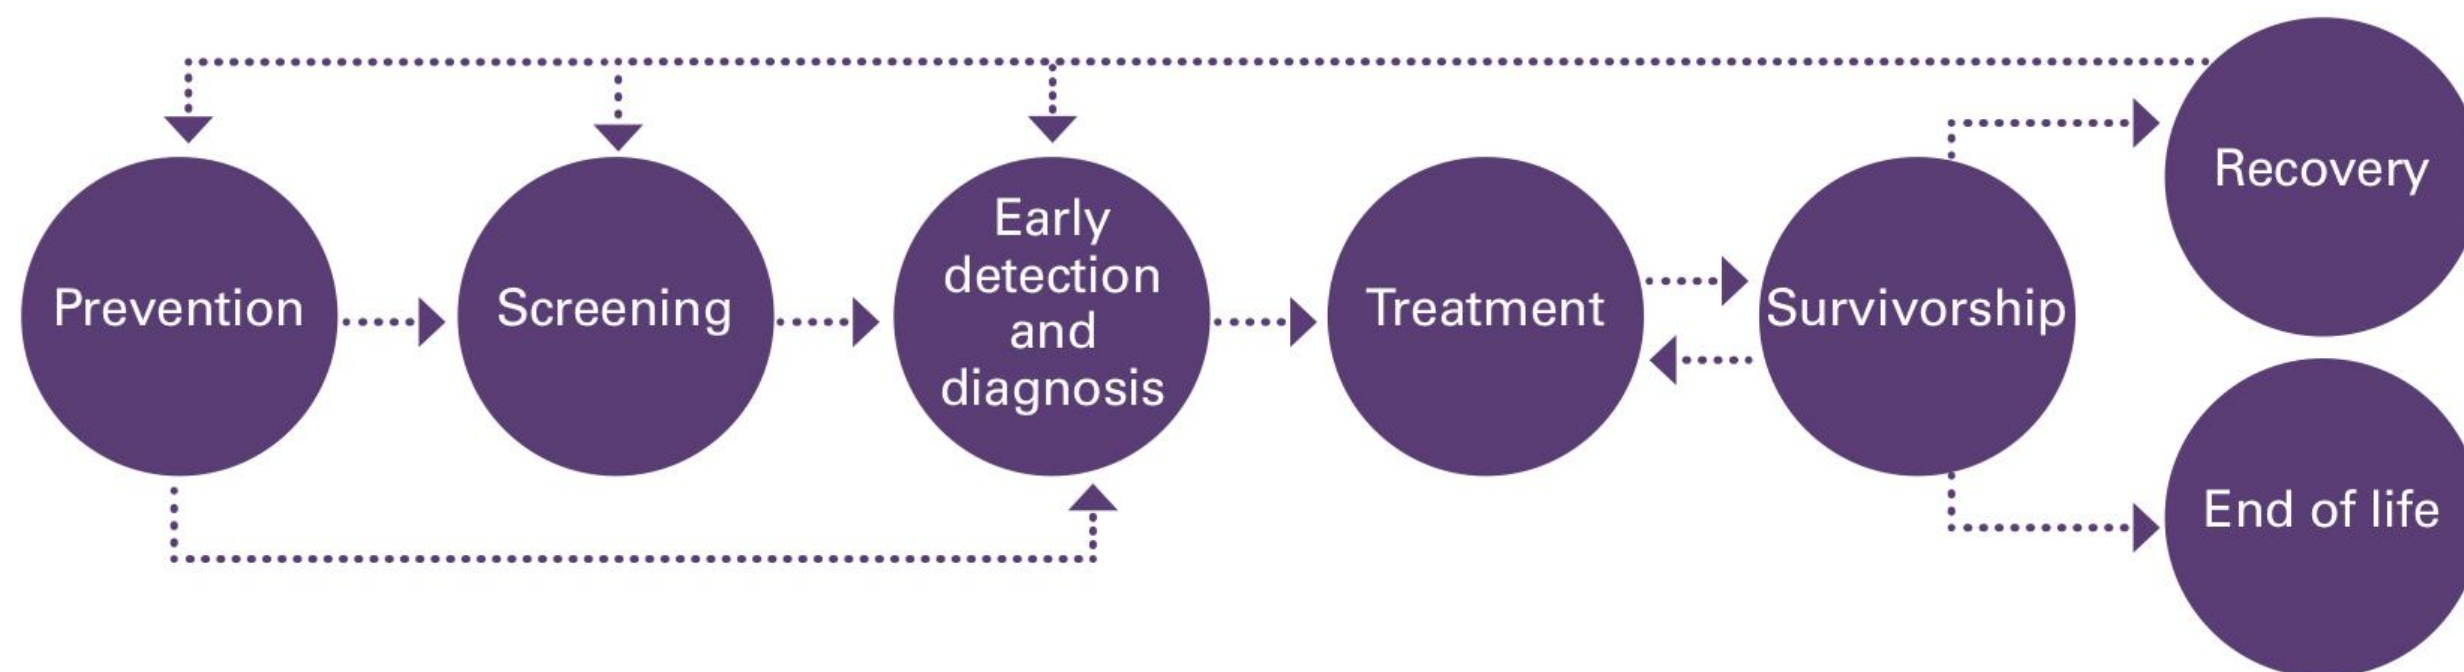 Prevention
Screening
Early
detection
and
diagnosis
Treatment
Survivorship
Recovery
End of life